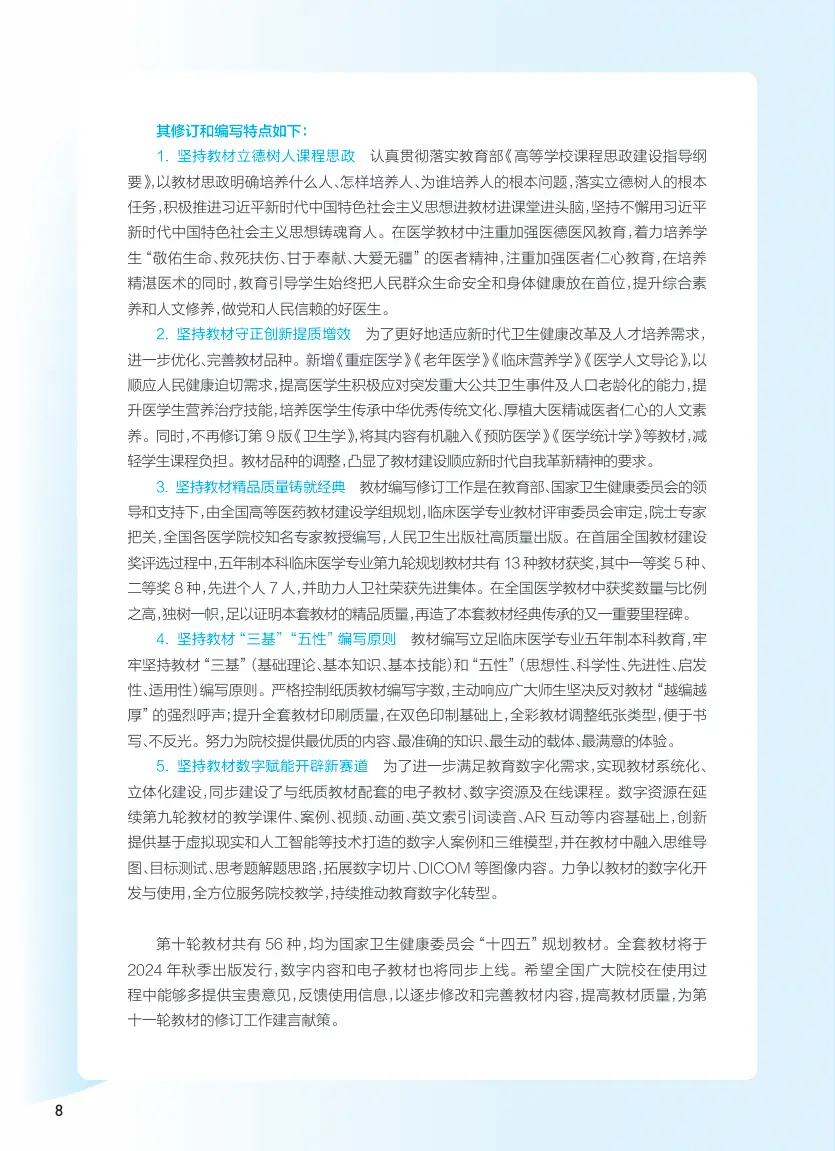 其修订和编写特点如下：
1. 坚持教材立德树人课程思政　认真贯彻落实教育部《高等学校课程思政建设指导纲
要》，以教材思政明确培养什么人、怎样培养人、为谁培养人的根本问题，落实立德树人的根本
任务，积极推进习近平新时代中国特色社会主义思想进教材进课堂进头脑，坚持不懈用习近平
新时代中国特色社会主义思想铸魂育人。在医学教材中注重加强医德医风教育，着力培养学
生“敬佑生命、救死扶伤、甘于奉献、大爱无疆”的医者精神，注重加强医者仁心教育，在培养
精湛医术的同时，教育引导学生始终把人民群众生命安全和身体健康放在首位，提升综合素
养和人文修养，做党和人民信赖的好医生。
2. 坚持教材守正创新提质增效　为了更好地适应新时代卫生健康改革及人才培养需求，
进一步优化、完善教材品种。新增《重症医学》《老年医学》《临床营养学》《医学人文导论》，以
顺应人民健康迫切需求，提高医学生积极应对突发重大公共卫生事件及人口老龄化的能力，提
升医学生营养治疗技能，培养医学生传承中华优秀传统文化、厚植大医精诚医者仁心的人文素
养。同时，不再修订第9版《卫生学》，将其内容有机融入《预防医学》《医学统计学》等教材，减
轻学生课程负担。教材品种的调整，凸显了教材建设顺应新时代自我革新精神的要求。
3. 坚持教材精品质量铸就经典　教材编写修订工作是在教育部、国家卫生健康委员会的领
导和支持下，由全国高等医药教材建设学组规划，临床医学专业教材评审委员会审定，院士专家
把关，全国各医学院校知名专家教授编写，人民卫生出版社高质量出版。在首届全国教材建设
奖评选过程中，五年制本科临床医学专业第九轮规划教材共有13种教材获奖，其中一等奖5种、
二等奖8种，先进个人7人，并助力人卫社荣获先进集体。在全国医学教材中获奖数量与比例
之高，独树一帜，足以证明本套教材的精品质量，再造了本套教材经典传承的又一重要里程碑。
4. 坚持教材“三基”“五性”编写原则　教材编写立足临床医学专业五年制本科教育，牢
牢坚持教材“三基”（基础理论、基本知识、基本技能）和“五性”（思想性、科学性、先进性、启发
性、适用性）编写原则。严格控制纸质教材编写字数，主动响应广大师生坚决反对教材“越编越
厚”的强烈呼声；提升全套教材印刷质量，在双色印制基础上，全彩教材调整纸张类型，便于书
写、不反光。努力为院校提供最优质的内容、最准确的知识、最生动的载体、最满意的体验。
5. 坚持教材数字赋能开辟新赛道　为了进一步满足教育数字化需求，实现教材系统化、
立体化建设，同步建设了与纸质教材配套的电子教材、数字资源及在线课程。数字资源在延
续第九轮教材的教学课件、案例、视频、动画、英文索引词读音、AR互动等内容基础上，创新
提供基于虚拟现实和人工智能等技术打造的数字人案例和三维模型，并在教材中融入思维导
图、目标测试、思考题解题思路，拓展数字切片、DICOM等图像内容。力争以教材的数字化开
发与使用，全方位服务院校教学，持续推动教育数字化转型。
第十轮教材共有56种，均为国家卫生健康委员会“十四五”规划教材。全套教材将于
2024年秋季出版发行，数字内容和电子教材也将同步上线。希望全国广大院校在使用过
程中能够多提供宝贵意见，反馈使用信息，以逐步修改和完善教材内容，提高教材质量，为第
十一轮教材的修订工作建言献策。
8